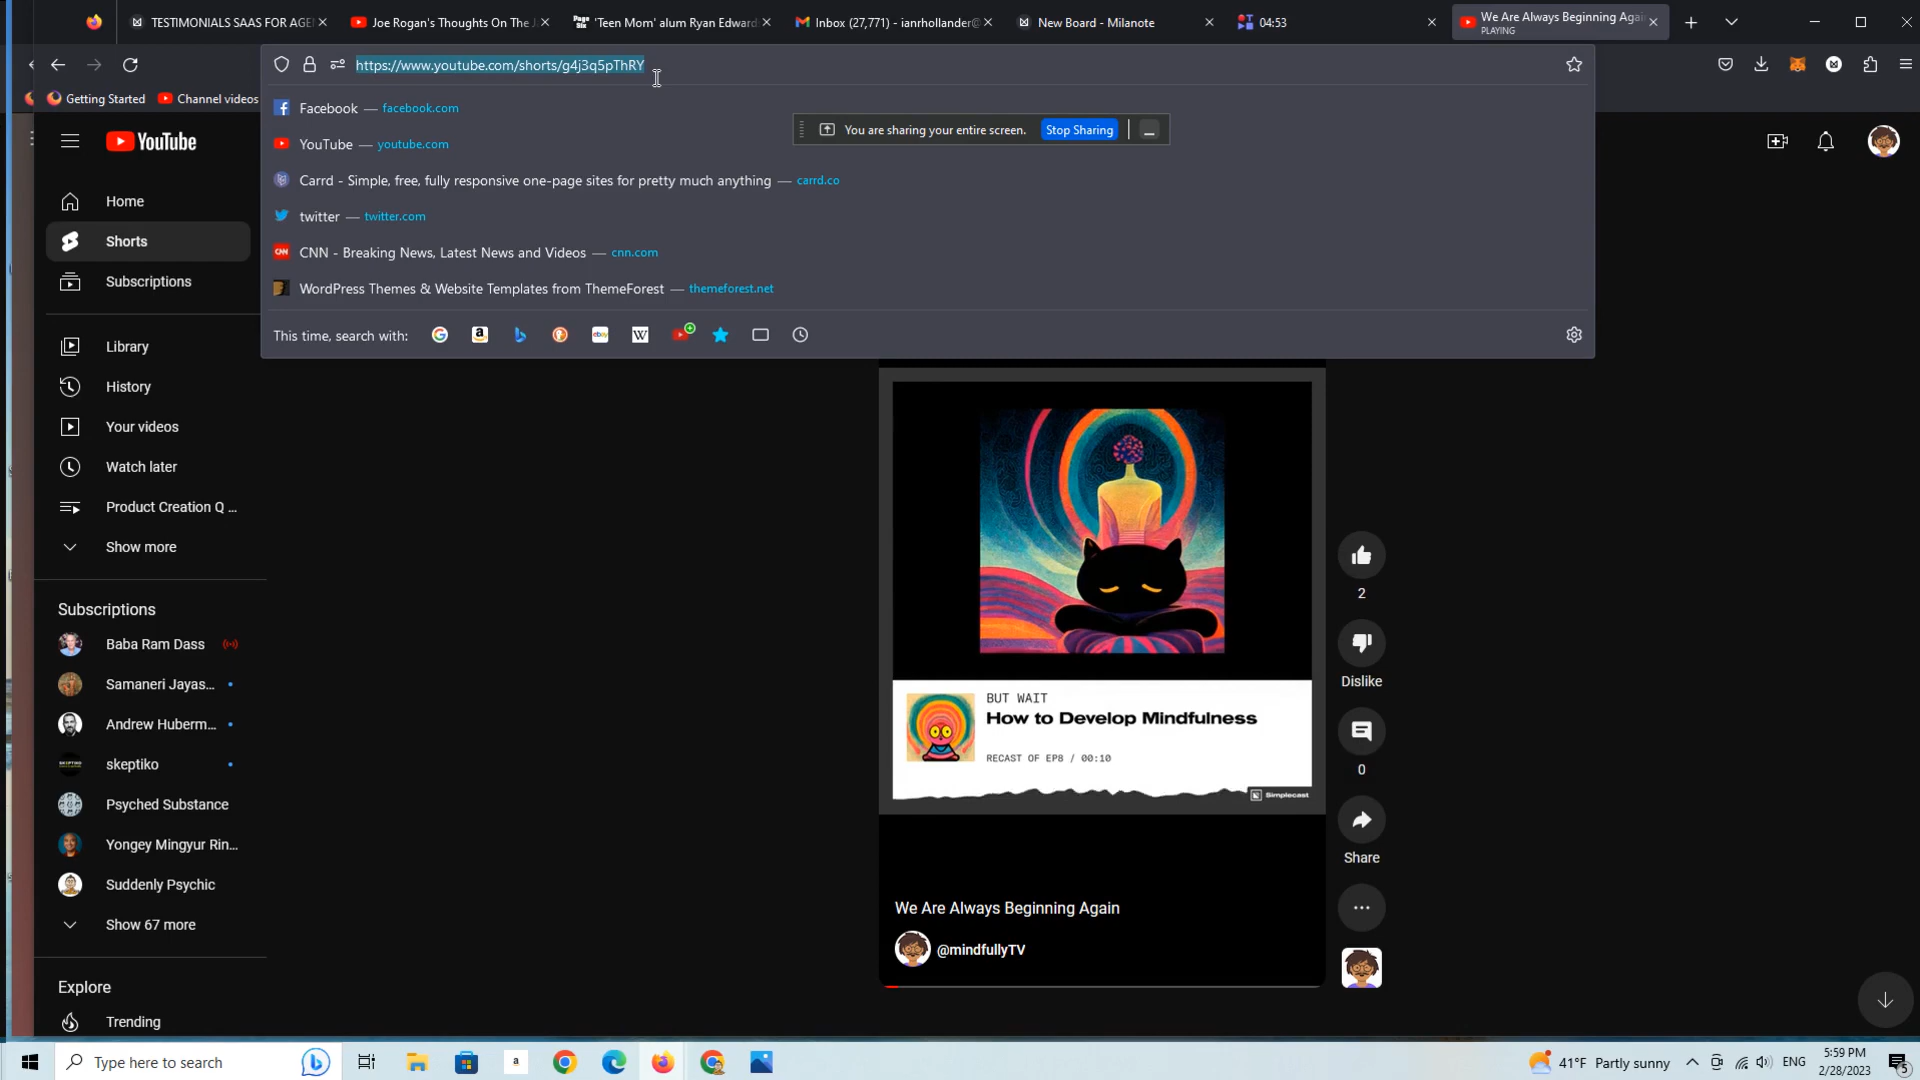 TESTIMONIALS SAAS FOR AGE
Joe Rogan's Thoughts On The J
'Teen Mom' alum Ryan Edward
Inbox (27,771) - ianrhollander@
New Board - Milanote
04:53
We Are Always Beginning Agai
PLAYING
https://www.youtube.com/shorts/g4j3q5pThRY
Getting Started
Channel videos
Facebook — facebook.com
YouTube — youtube.com
Carrd - Simple, free, fully responsive one-page sites for pretty much anything — carrd.co
twitter — twitter.com
CNN - Breaking News, Latest News and Videos — cnn.com
WordPress Themes & Website Templates from ThemeForest — themeforest.net
This time, search with:
You are sharing your entire screen.
Stop Sharing
YouTube
Home
Shorts
Subscriptions
Library
History
Your videos
Watch later
Product Creation Q ...
Show more
Subscriptions
Baba Ram Dass
Samaneri Jayas...
Andrew Huberm...
skeptiko
Psyched Substance
Yongey Mingyur Rin...
Suddenly Psychic
Show 67 more
Explore
Trending
BUT WAIT
How to Develop Mindfulness
RECAST OF EP8 / 00:10
Simplecast
We Are Always Beginning Again
@mindfullyTV
2
Dislike
0
Share
Type here to search
41°F Partly sunny
ENG
5:59 PM
2/28/2023
5